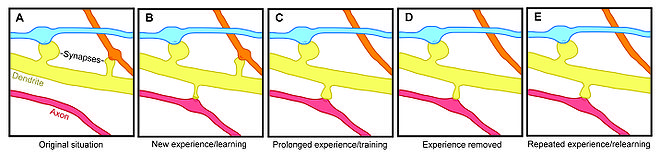 A
B
C
D
E
-Synapses-
Dendrite
Axon
Original situation
New experience/learning
Prolonged experience/training
Experience removed
Repeated experience/relearning